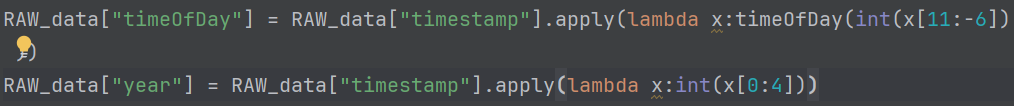 RAW_data["timeOfDay"] = RAW_data["timestamp"].apply(lambda x:timeOfDay(int(x[11:-6])
))
RAW_data["year"] = RAW_data["timestamp"].apply(lambda x:int(x[0:4]))